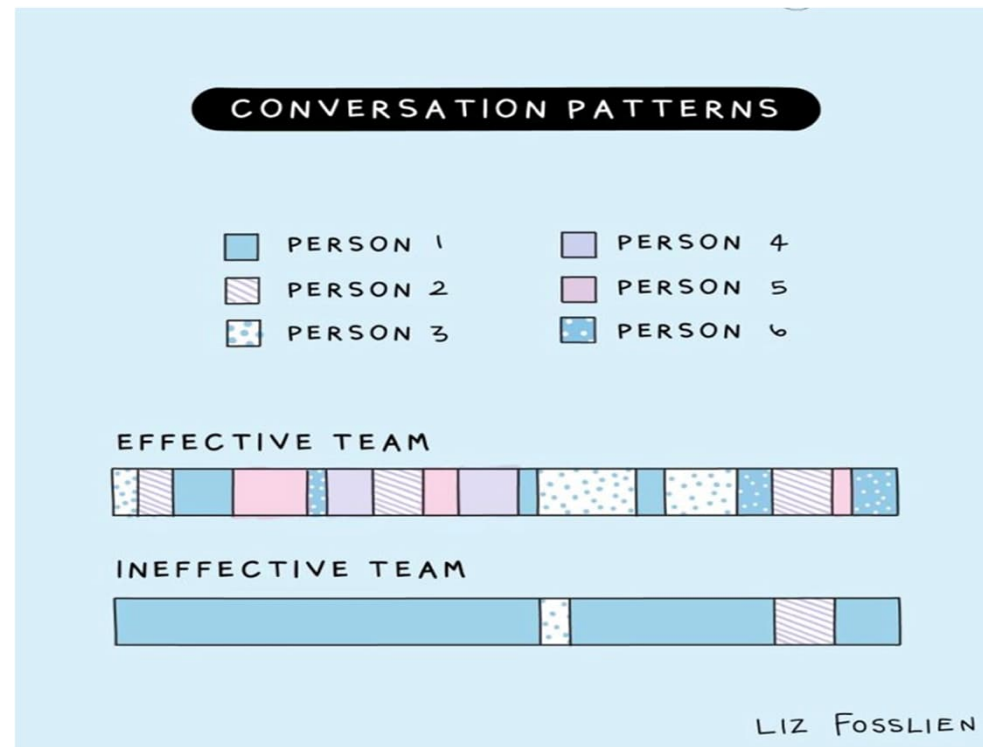 CONVERSATION PATTERNS
PERSON 1
PERSON 2
PERSON 3
PERSON 4
PERSON 5
PERSON 6
EFFECTIVE TEAM
INEFFECTIVE TEAM
LIZ FOSSLIEN